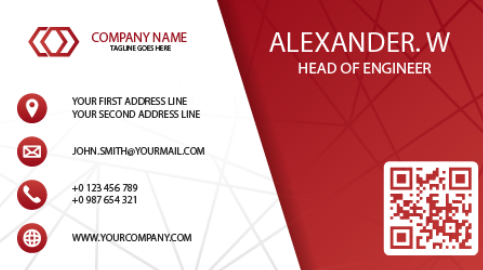 COMPANY NAME
TAGLINE GOES HERE
ALEXANDER. W
HEAD OF ENGINEER
YOUR FIRST ADDRESS LINE
YOUR SECOND ADDRESS LINE
JOHN.SMITH@YOURMAIL.COM
+0 123 456 789
+0 987 654 321
WWW.YOURCOMPANY.COM